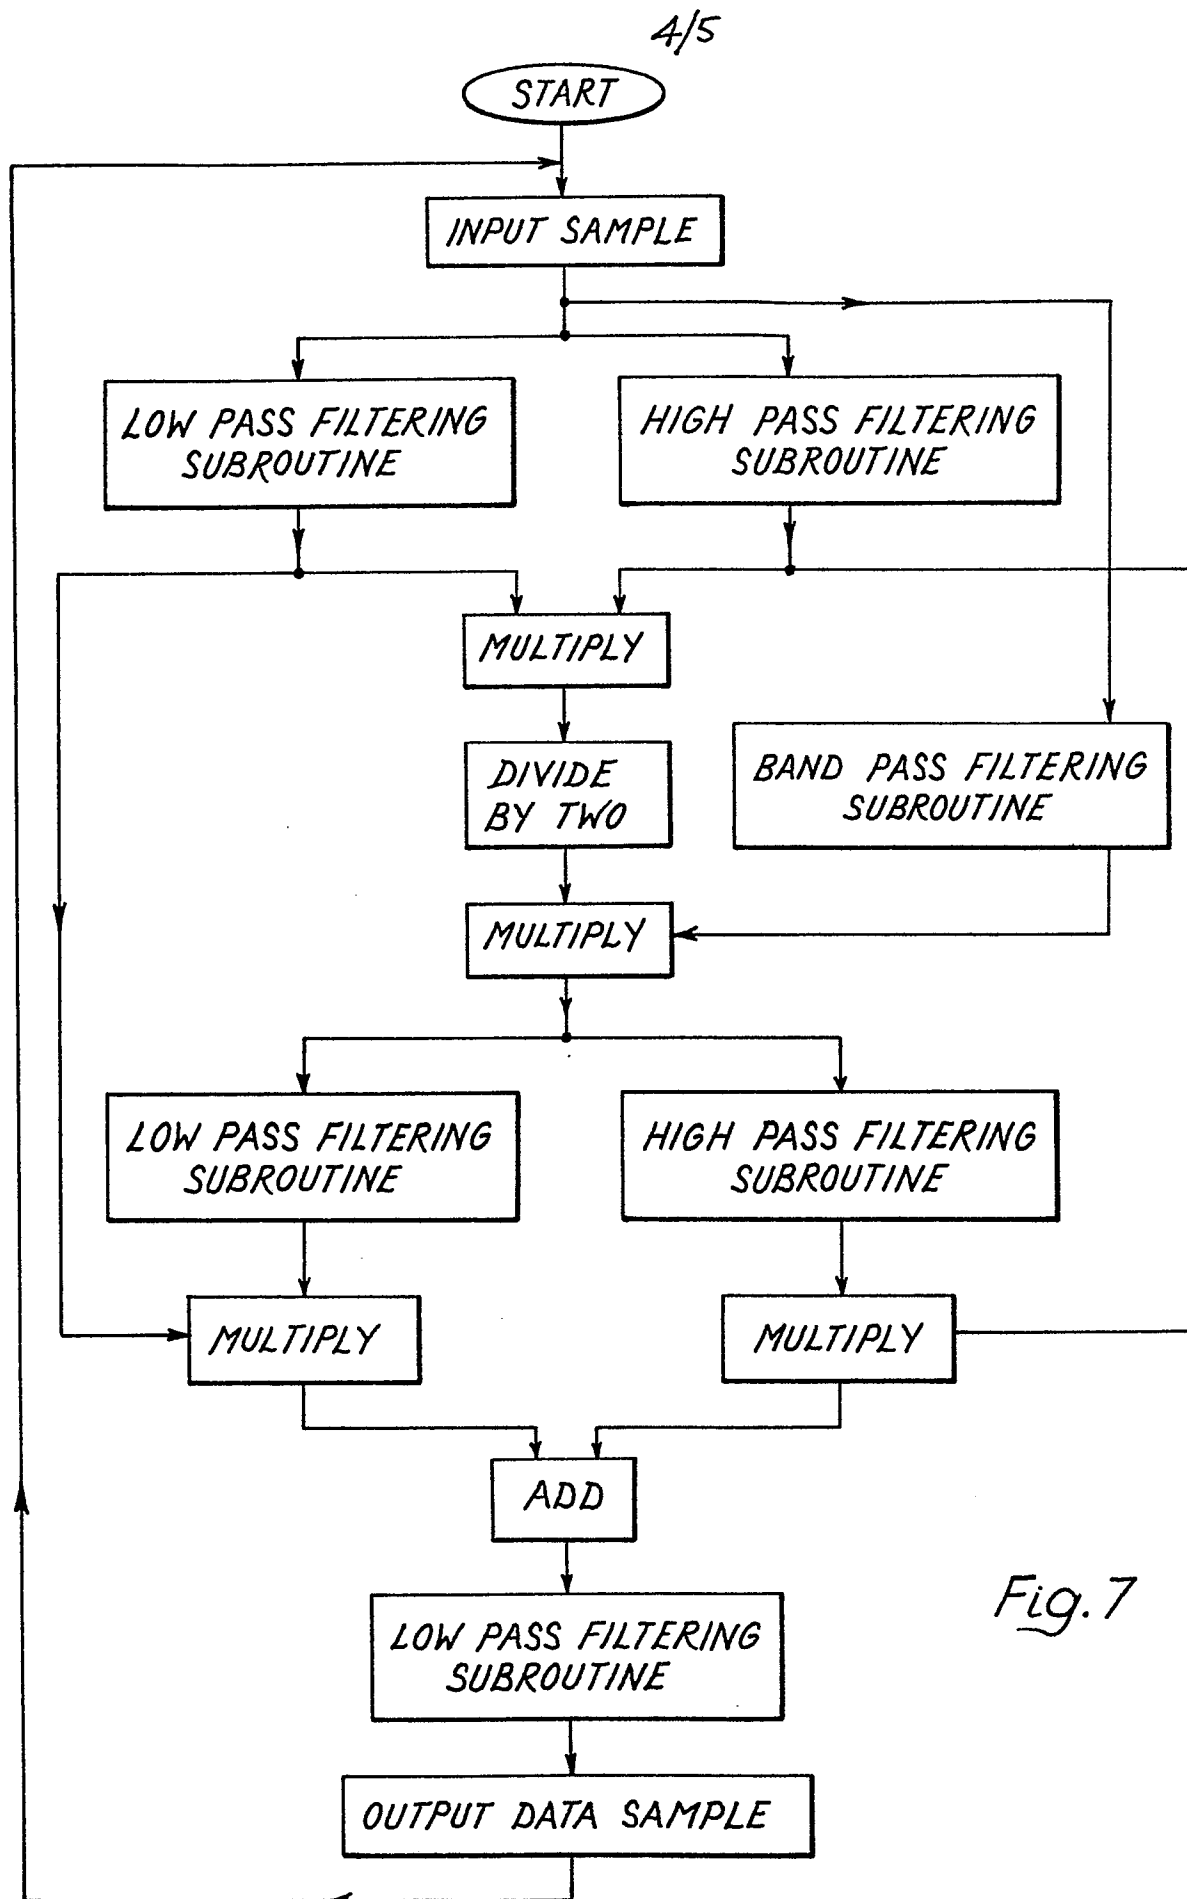 4/5
START
INPUT SAMPLE
LOW PASS FILTERING
SUBROUTINE
HIGH PASS FILTERING
SUBROUTINE
MULTIPLY
DIVIDE
BY TWO
BAND PASS FILTERING
SUBROUTINE
MULTIPLY
LOW PASS FILTERING
SUBROUTINE
HIGH PASS FILTERING
SUBROUTINE
MULTIPLY
MULTIPLY
ADD
Fig. 7
LOW PASS FILTERING
SUBROUTINE
OUTPUT DATA SAMPLE